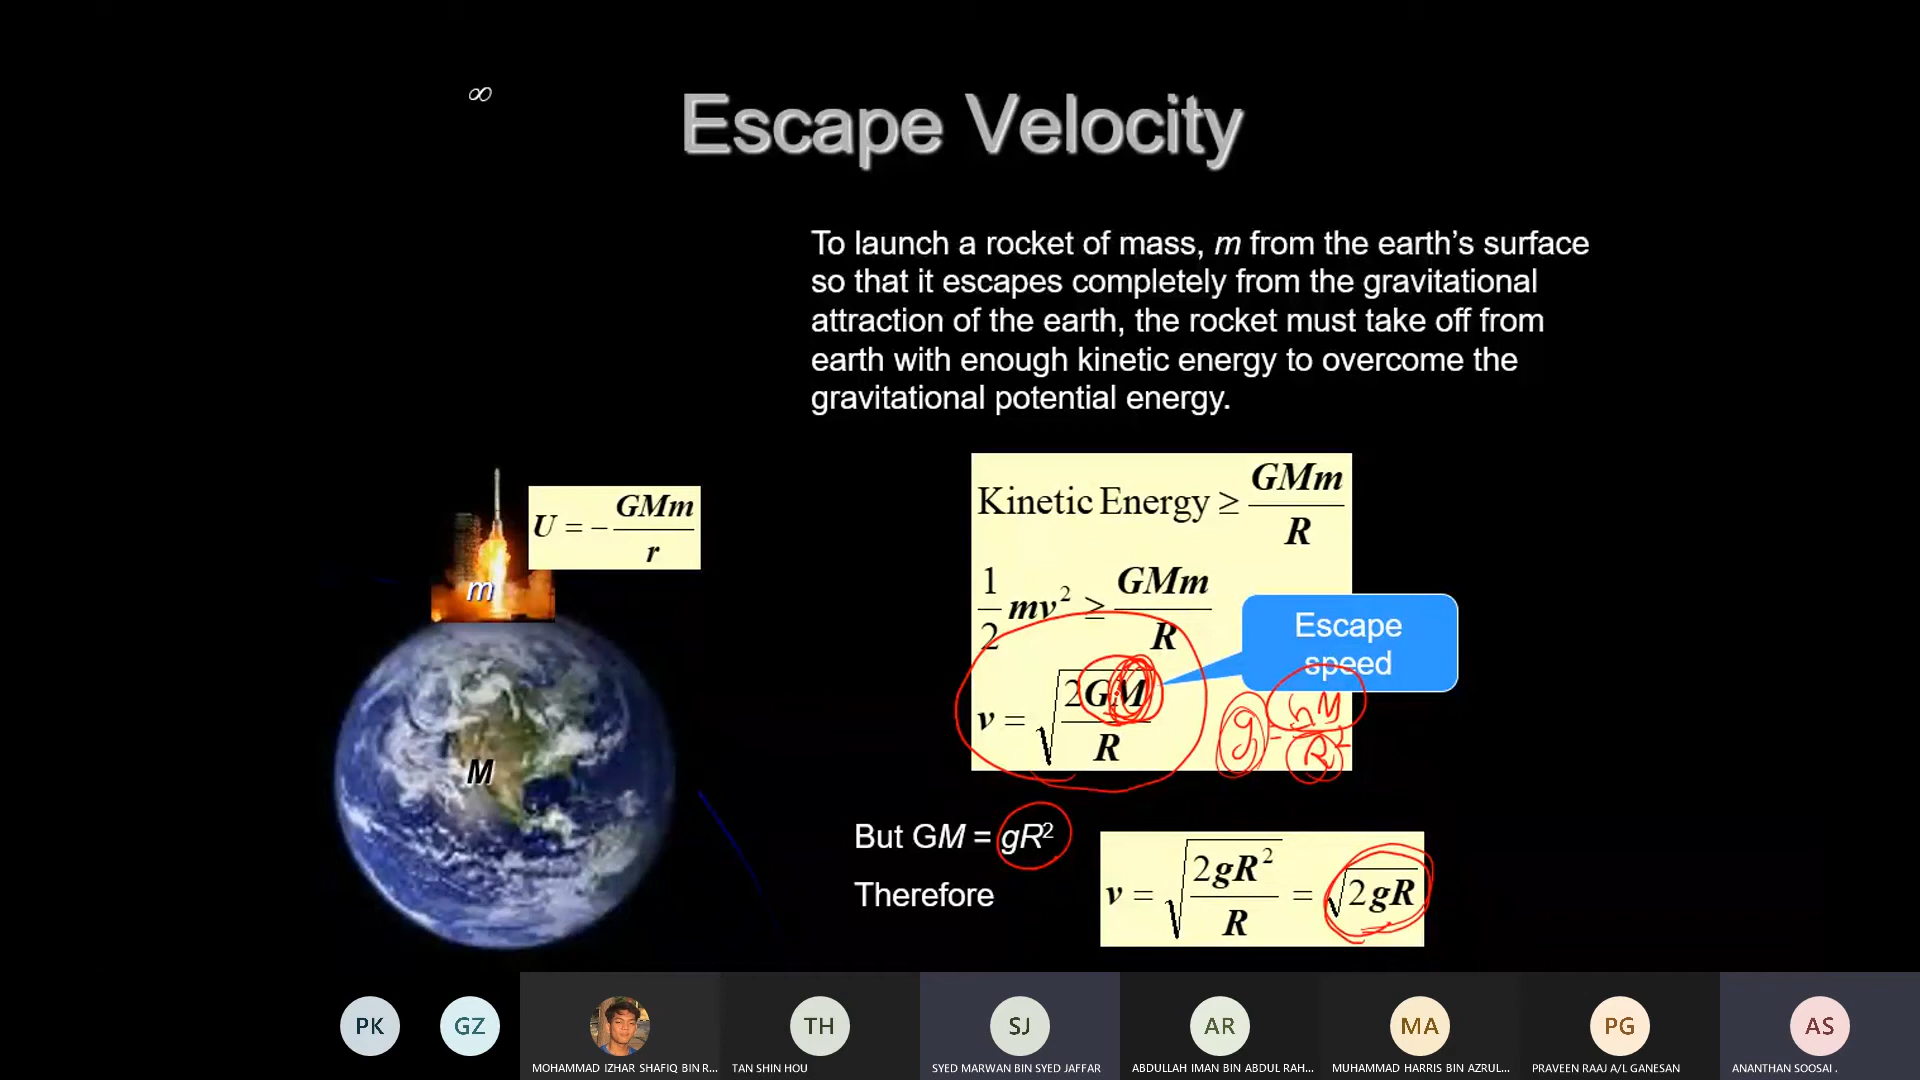 ∞
Escape Velocity
To launch a rocket of mass, m from the earth’s surface
so that it escapes completely from the gravitational
attraction of the earth, the rocket must take off from
earth with enough kinetic energy to overcome the
gravitational potential energy.
U = − GMm / r
m
M
Kinetic Energy ≥ GMm / R
1/2 mv² ≥ GMm / R
Escape
speed
v = √(2GM / R)
But GM = gR²
Therefore
v = √(2gR² / R) = √2gR
PK
GZ
TH
SJ
AR
MA
PG
AS
MOHAMMAD IZHAR SHAFIQ BIN R...
TAN SHIN HOU
SYED MARWAN BIN SYED JAFFAR
ABDULLAH IMAN BIN ABDUL RAH...
MUHAMMAD HARRIS BIN AZRUL...
PRAVEEN RAAJ A/L GANESAN
ANANTHAN SOOSAI .